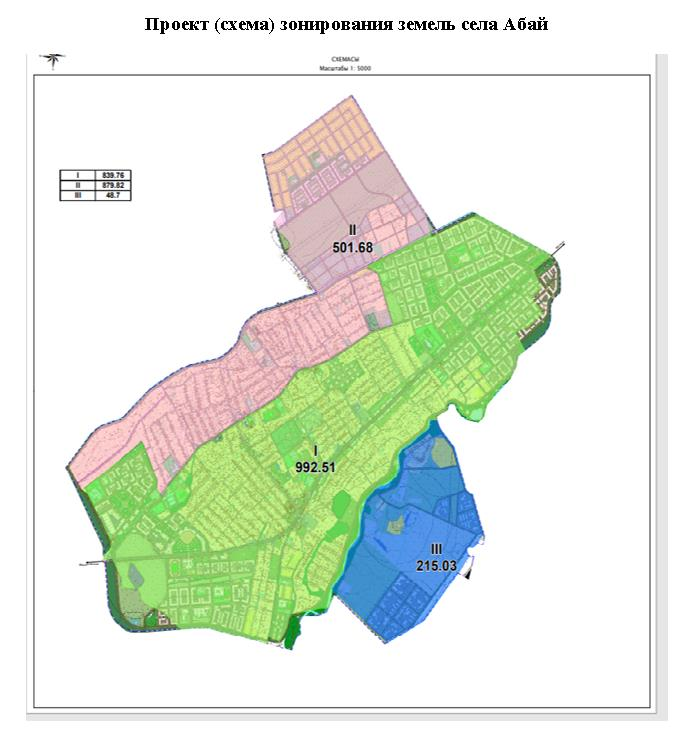 Проект (схема) зонирования земель села Абай
СХЕМАСЫ
Масштабы 1: 5000
I 839.76
II 879.82
III 48.7
II
501.68
I
992.51
III
215.03